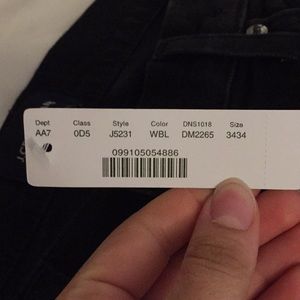 Dept Class Style Color DNS1018 Size
AA7 0D5 J5231 WBL DM2265 3434
099105054886